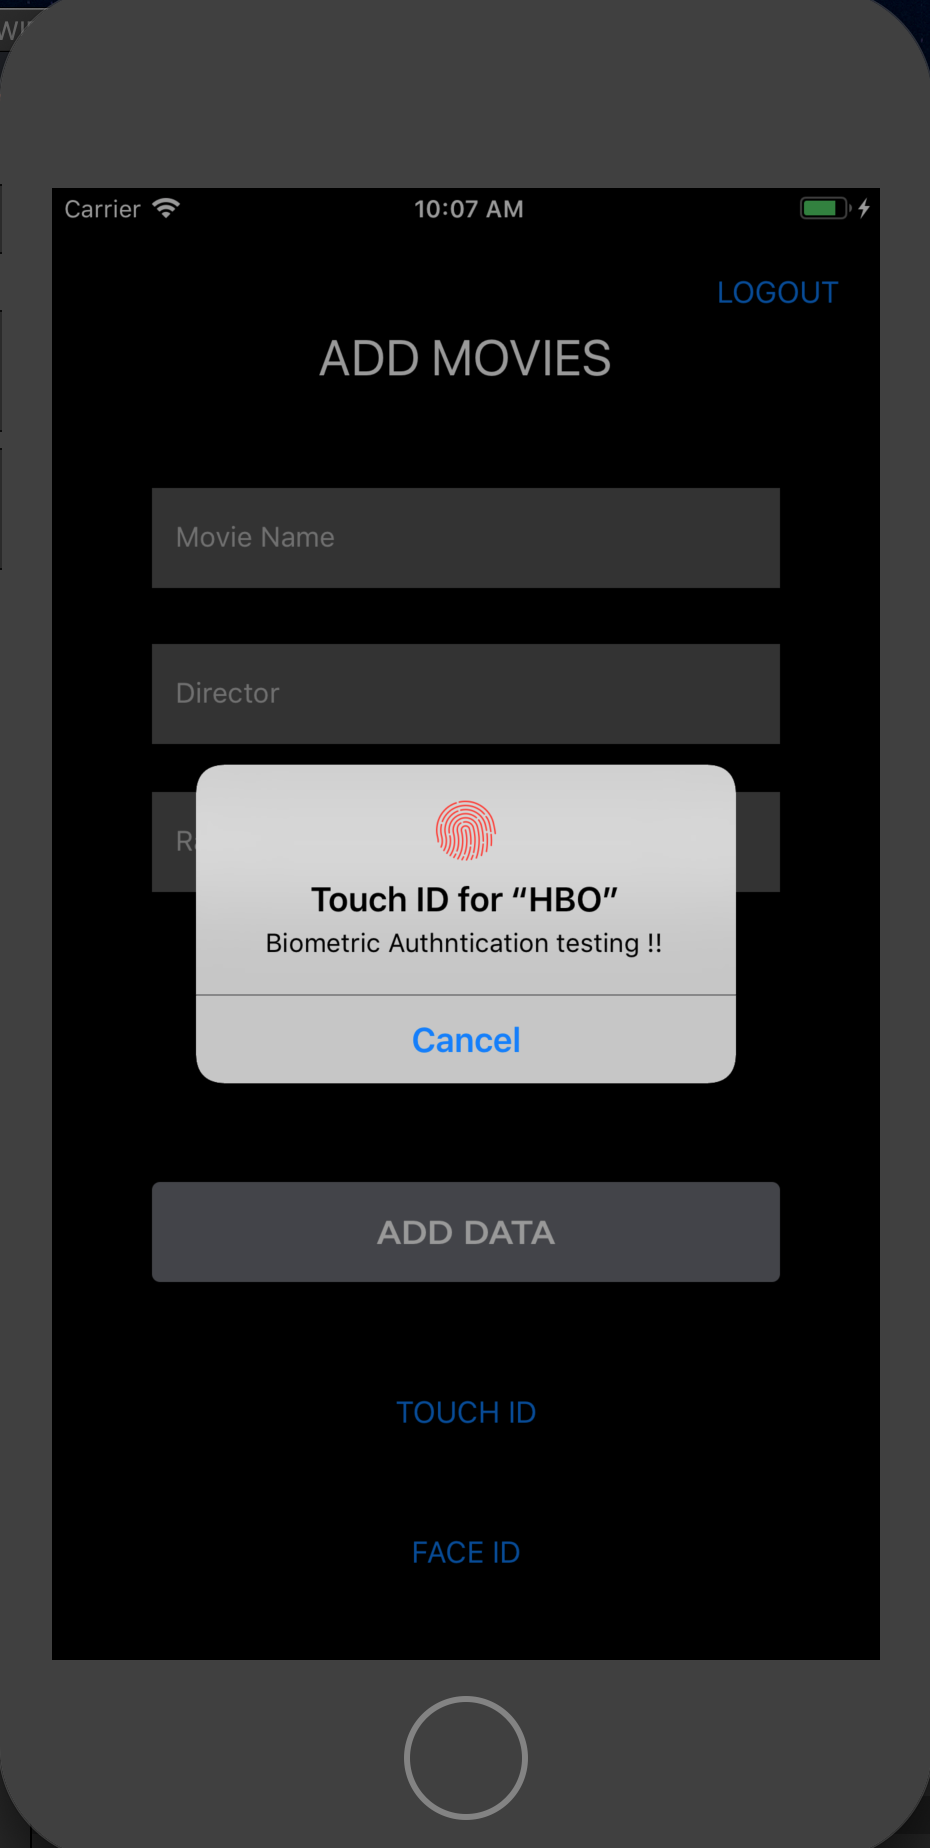 Carrier 10:07 AM
LOGOUT
ADD MOVIES
Movie Name
Director
Touch ID for “HBO”
Biometric Authntication testing !!
Cancel
ADD DATA
TOUCH ID
FACE ID